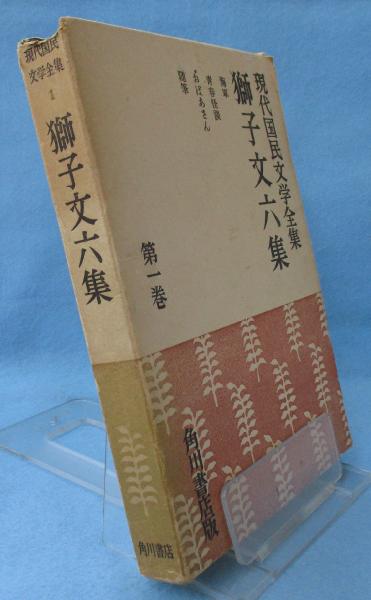 現代国民文学全集
獅子文六集
海軍
青春怪談
おばあさん
随筆
第一巻
角川書店版
現代国民
文学全集
1
獅子文六集
角川書店